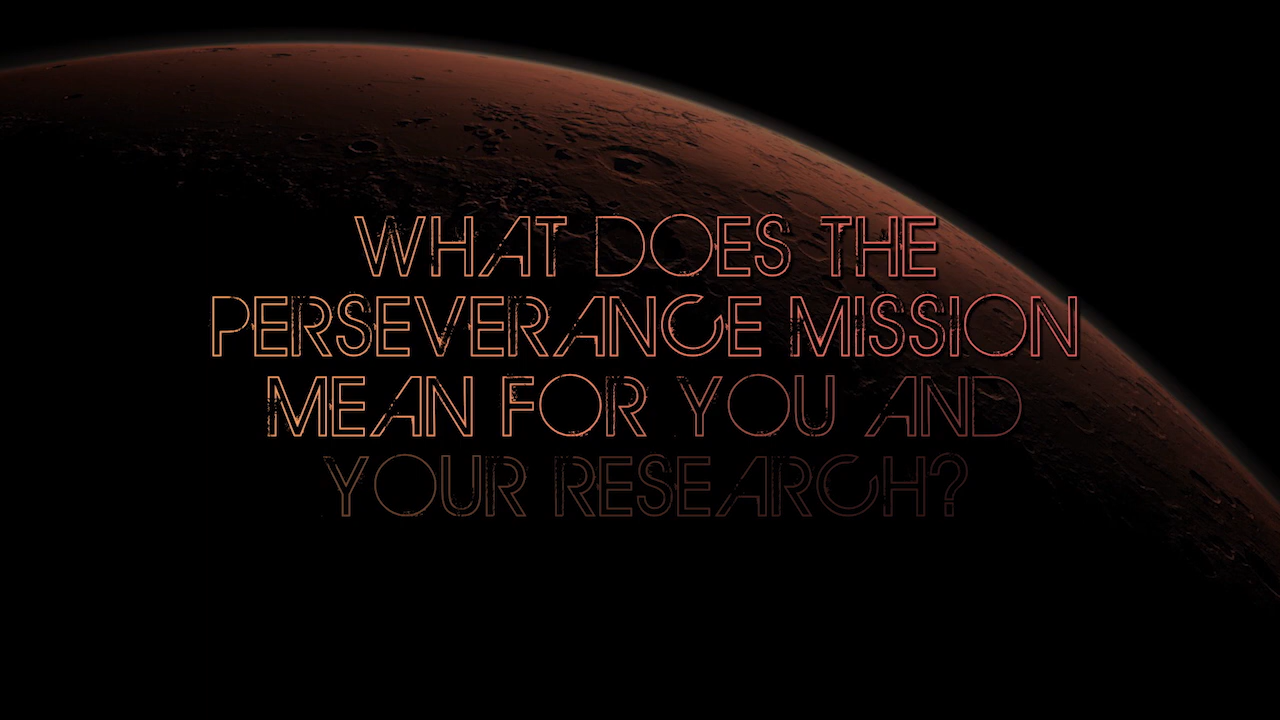 WHAT DOES THE
PERSEVERANCE MISSION
MEAN FOR YOU AND
YOUR RESEARCH?